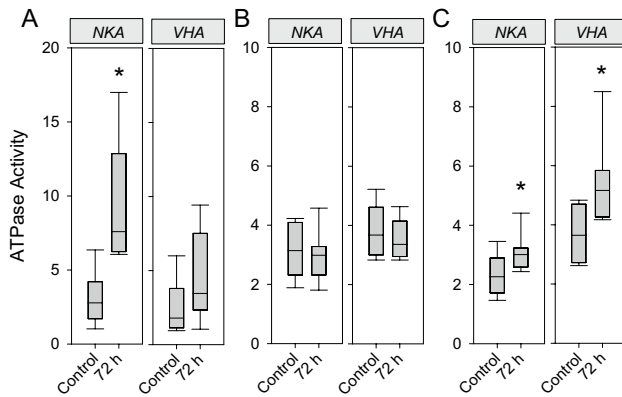 A
NKA
VHA
B
NKA
VHA
C
NKA
VHA
ATPase Activity
20
15
10
5
0
*
10
8
6
4
2
0
10
8
6
4
2
0
*
*
Control
72 h
Control
72 h
Control
72 h
Control
72 h
Control
72 h
Control
72 h